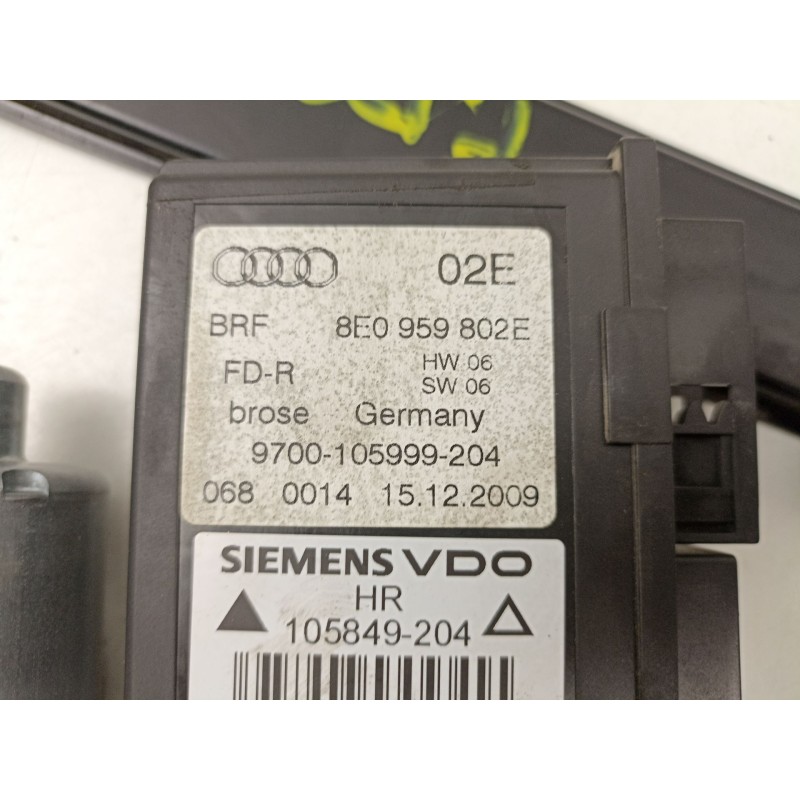 02E
BRF 8E0 959 802E
FD-R HW 06
SW 06
brose Germany
9700-105999-204
068 0014 15.12.2009
SIEMENS VDO
HR
105849-204